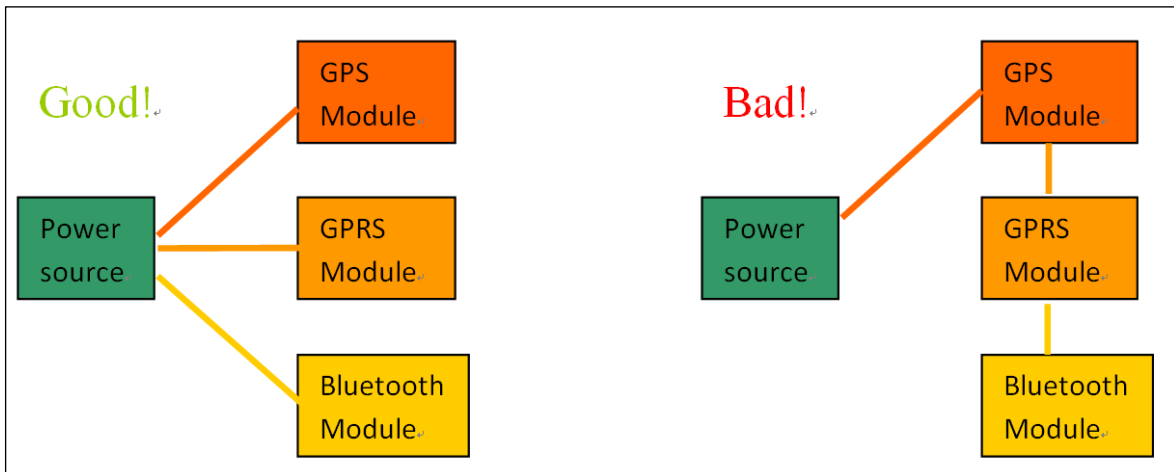 Good!
GPS
Module
Power
source
GPRS
Module
Bluetooth
Module
Bad!
GPS
Module
Power
source
GPRS
Module
Bluetooth
Module